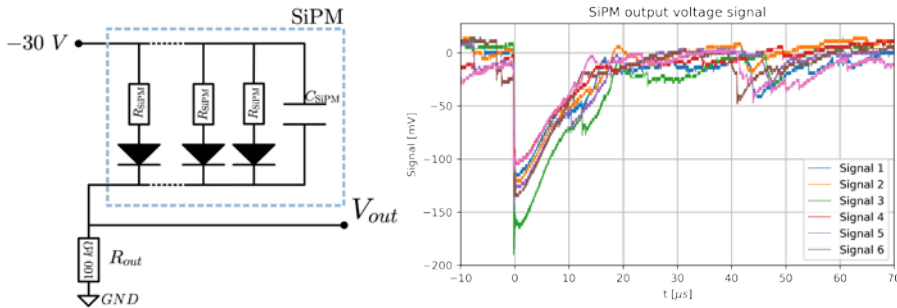 SiPM
−30 V
R_SiPM
R_SiPM
R_SiPM
C_SiPM
V_out
100 kΩ
R_out
GND
SiPM output voltage signal
Signal [mV]
0
−50
−100
−150
−200
Signal 1
Signal 2
Signal 3
Signal 4
Signal 5
Signal 6
−10 0 10 20 30 40 50 60 70
t [μs]